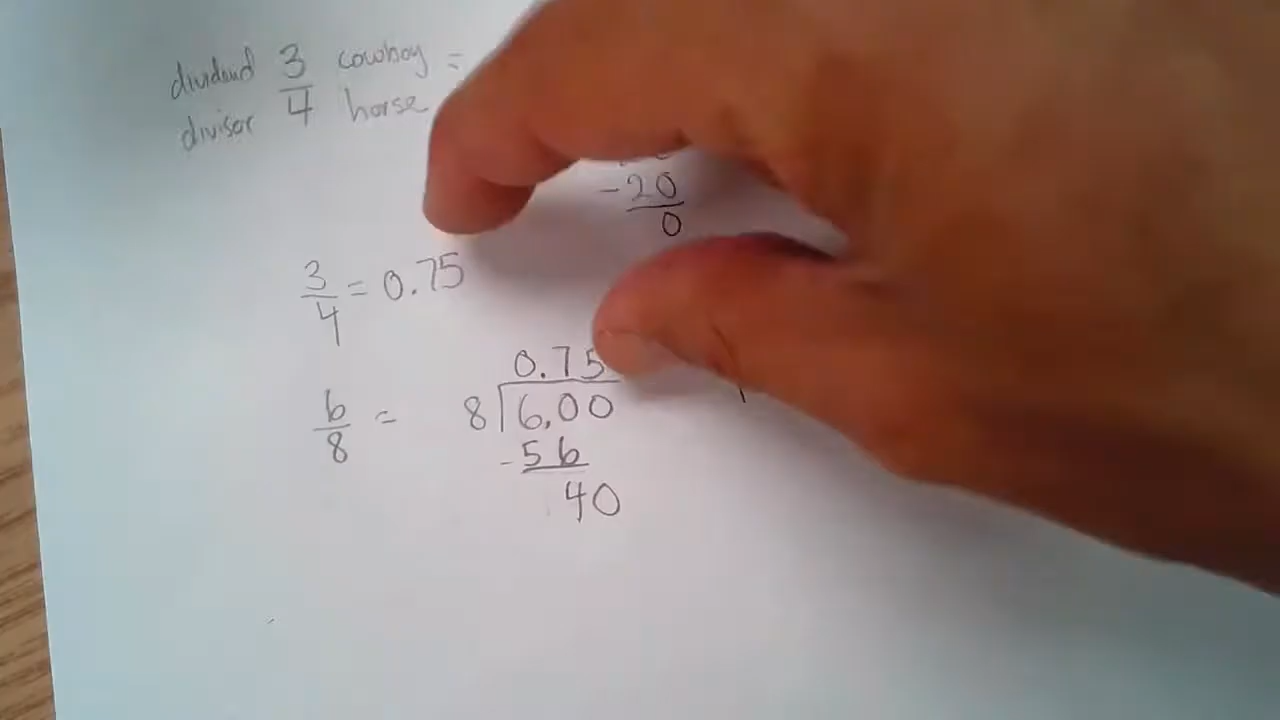 dividend 3 cowboy =
divisor 4 horse
-20
0
3/4 = 0.75
0.75
6/8 = 8 6.00
-56
40